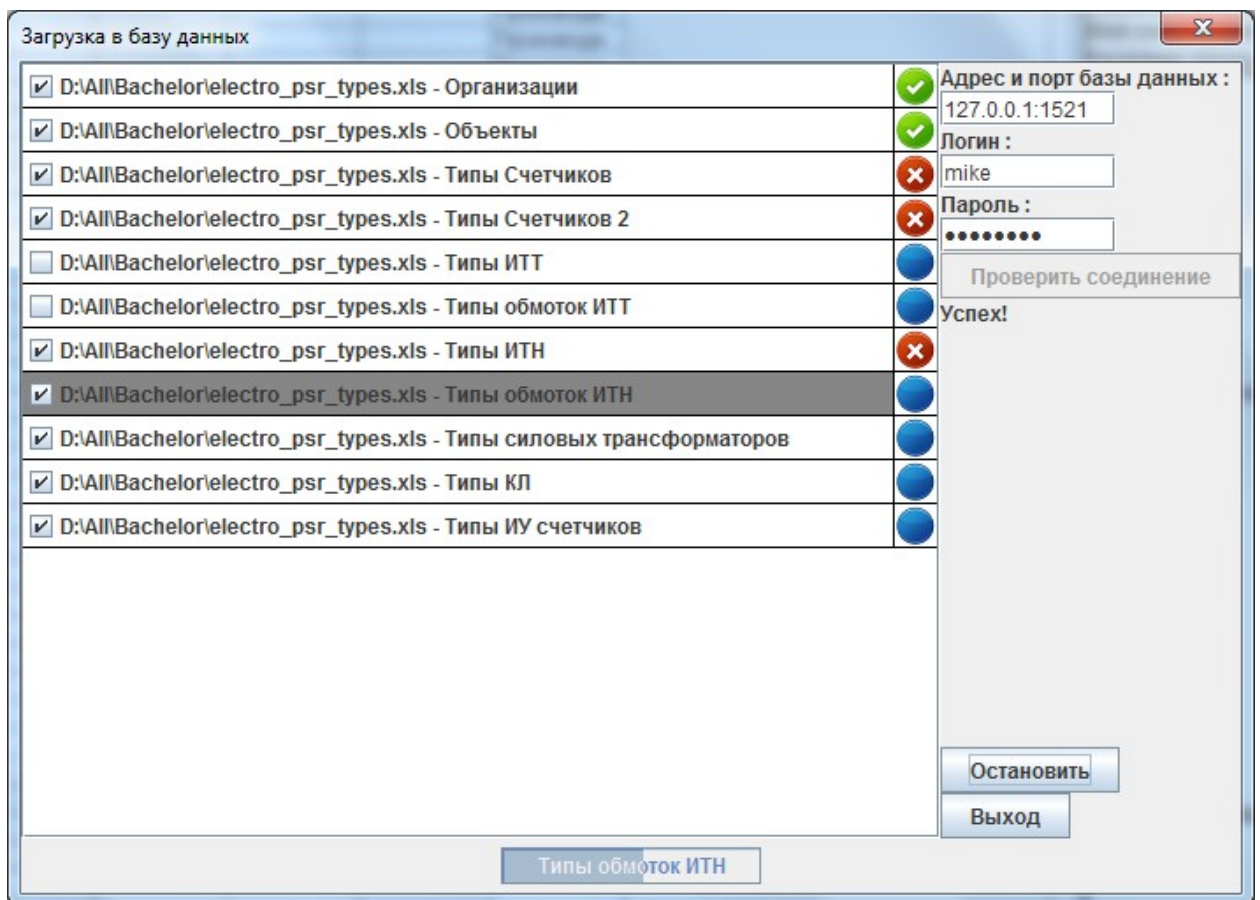 Загрузка в базу данных
D:\All\Bachelor\electro_psr_types.xls - Организации
D:\All\Bachelor\electro_psr_types.xls - Объекты
D:\All\Bachelor\electro_psr_types.xls - Типы Счетчиков
D:\All\Bachelor\electro_psr_types.xls - Типы Счетчиков 2
D:\All\Bachelor\electro_psr_types.xls - Типы ИТТ
D:\All\Bachelor\electro_psr_types.xls - Типы обмоток ИТТ
D:\All\Bachelor\electro_psr_types.xls - Типы ИТН
D:\All\Bachelor\electro_psr_types.xls - Типы обмоток ИТН
D:\All\Bachelor\electro_psr_types.xls - Типы силовых трансформаторов
D:\All\Bachelor\electro_psr_types.xls - Типы КЛ
D:\All\Bachelor\electro_psr_types.xls - Типы ИУ счетчиков
Адрес и порт базы данных :
127.0.0.1:1521
Логин :
mike
Пароль :
●●●●●●●●
Проверить соединение
Успех!
Остановить
Выход
Типы обмоток ИТН